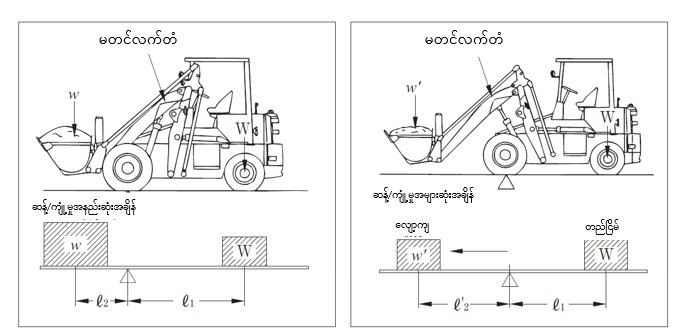 မတင်လက်တံ
w
W
ဆန့်/ကျုံ့မှုအနည်းဆုံးအချိန်
w
W
ℓ2
ℓ1
မတင်လက်တံ
w'
W
ဆန့်/ကျုံ့မှုအများဆုံးအချိန်
လျှောကျ
တည်ငြိမ်
w'
W
ℓ'2
ℓ1